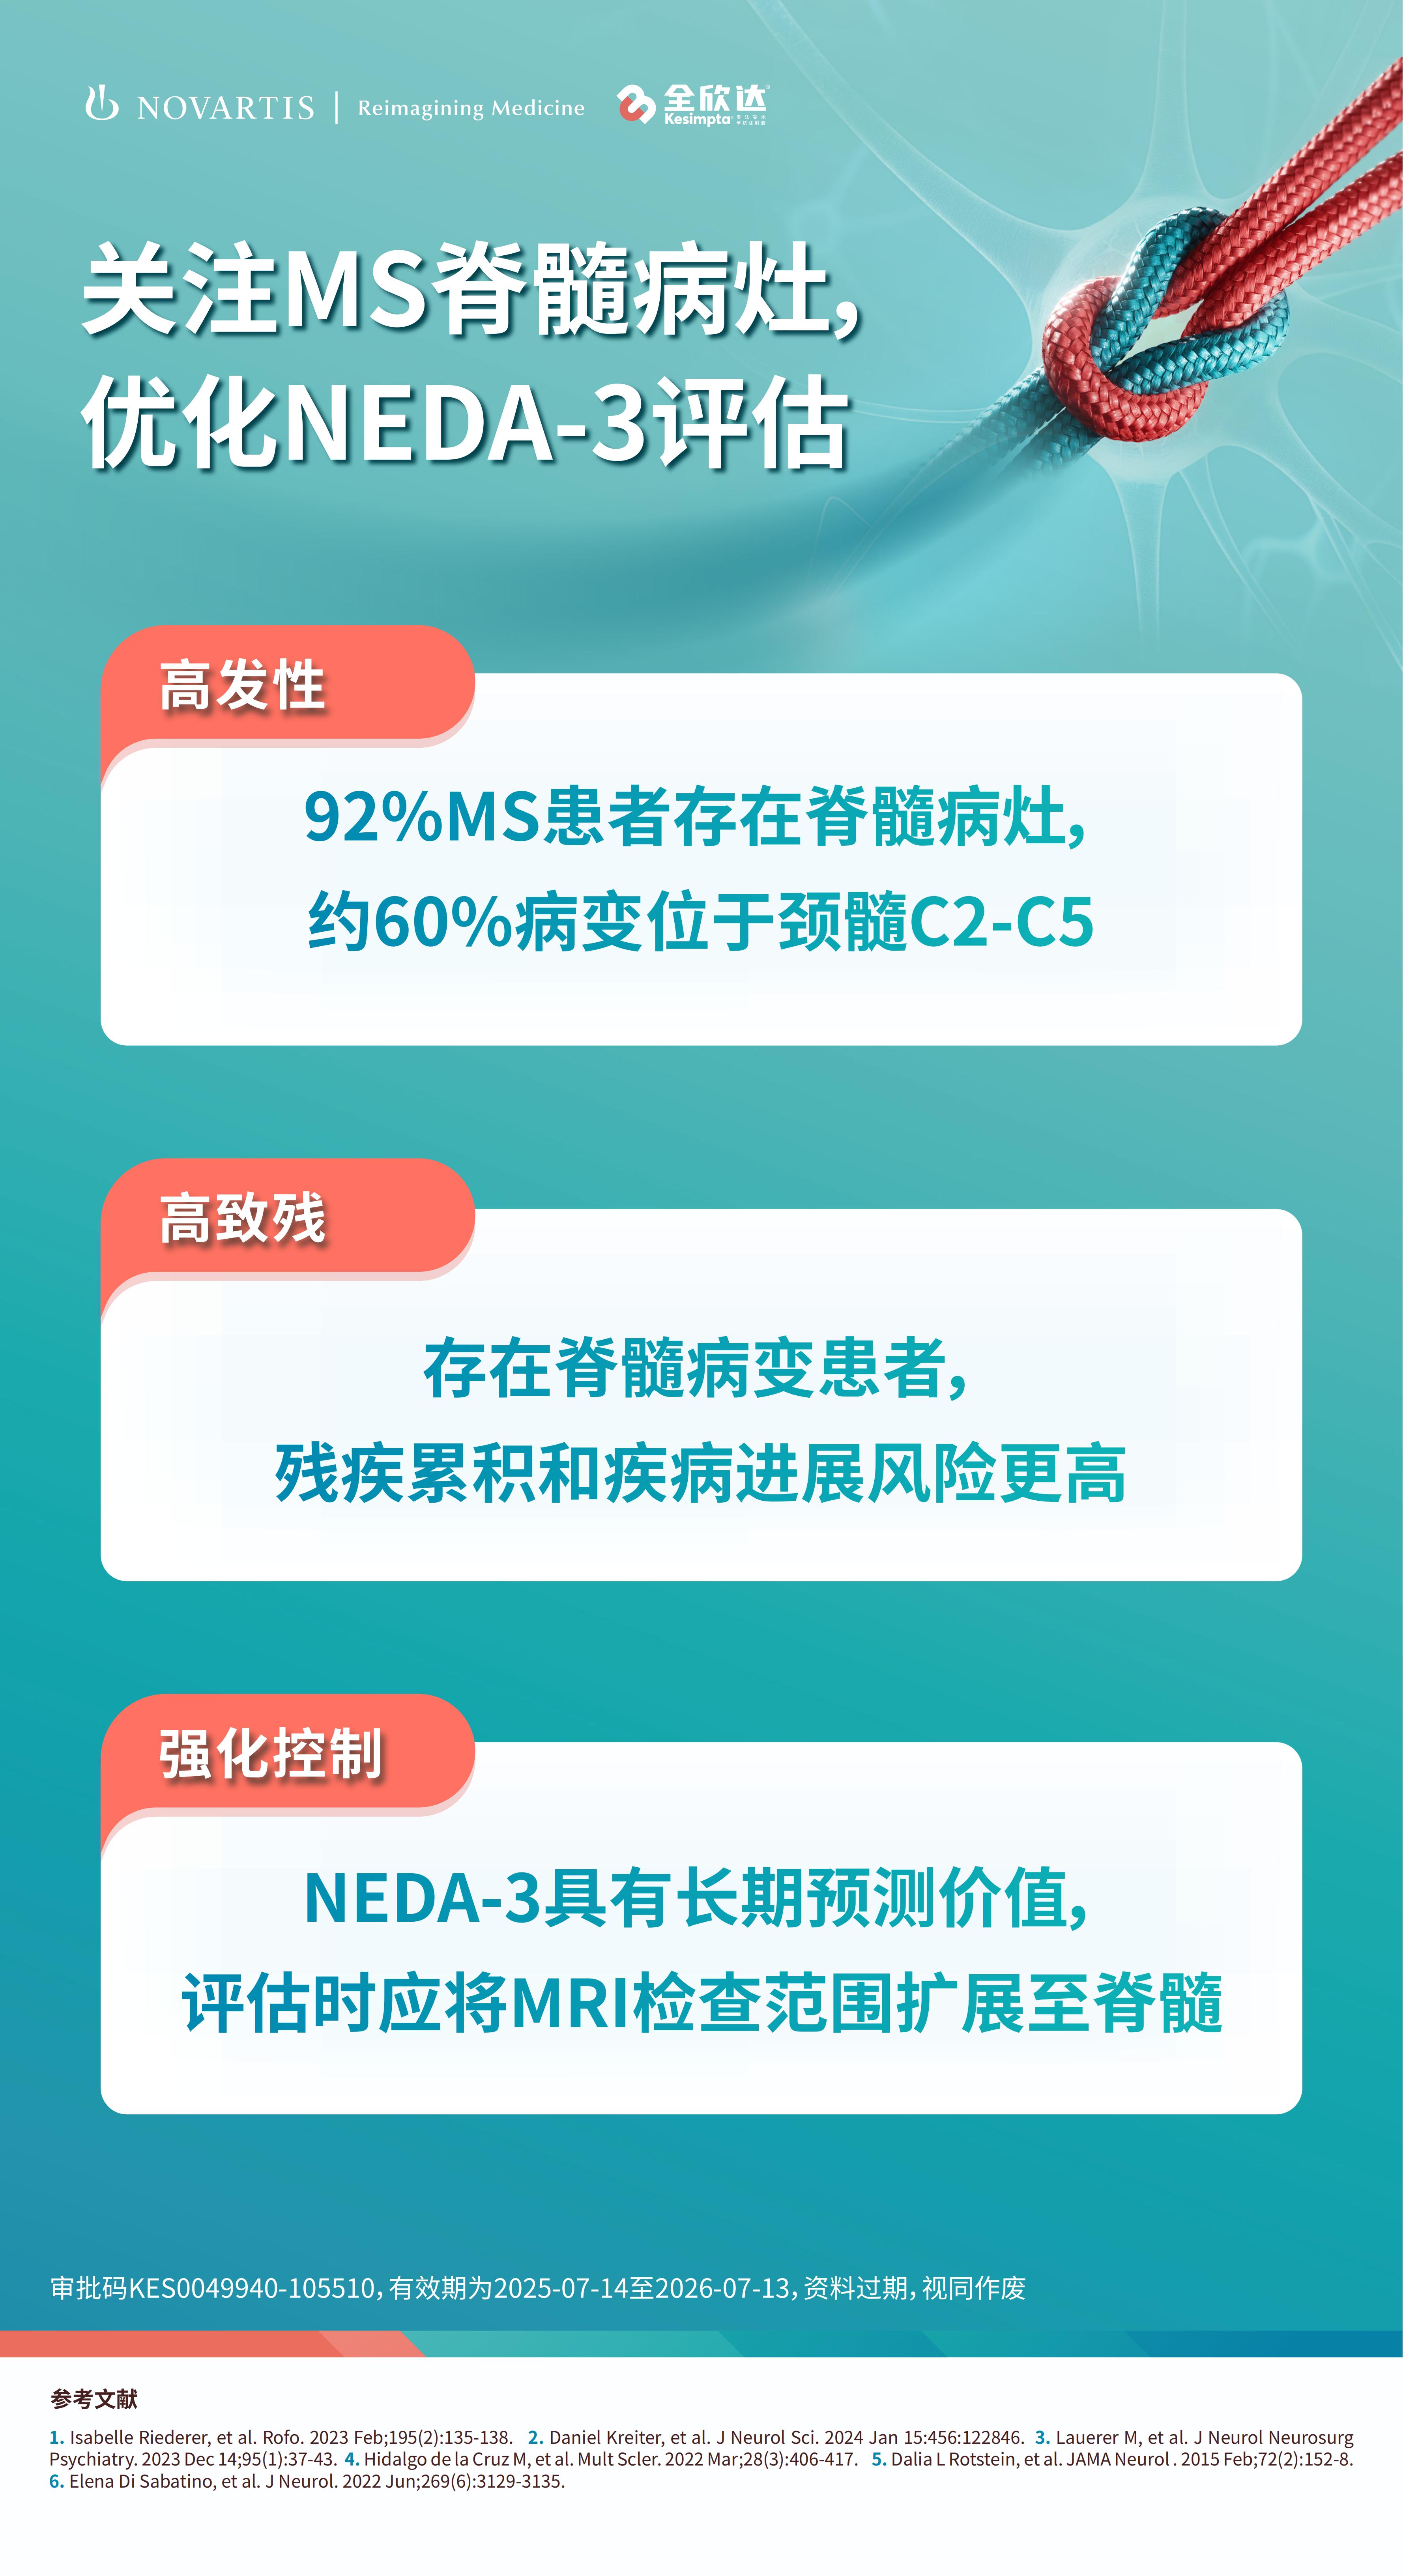 NOVARTIS | Reimagining Medicine
全欣达
Kesimpta
关注MS脊髓病灶,
优化NEDA-3评估
高发性
92%MS患者存在脊髓病灶,
约60%病变位于颈髓C2-C5
高致残
存在脊髓病变患者,
残疾累积和疾病进展风险更高
强化控制
NEDA-3具有长期预测价值,
评估时应将MRI检查范围扩展至脊髓
审批码KES0049940-105510,有效期为2025-07-14至2026-07-13,资料过期,视同作废
参考文献
1. Isabelle Riederer, et al. Rofo. 2023 Feb;195(2):135-138. 2. Daniel Kreiter, et al. J Neurol Sci. 2024 Jan 15:456:122846. 3. Lauerer M, et al. J Neurol Neurosurg
Psychiatry. 2023 Dec 14;95(1):37-43. 4. Hidalgo de la Cruz M, et al. Mult Scler. 2022 Mar;28(3):406-417. 5. Dalia L Rotstein, et al. JAMA Neurol . 2015 Feb;72(2):152-8.
6. Elena Di Sabatino, et al. J Neurol. 2022 Jun;269(6):3129-3135.